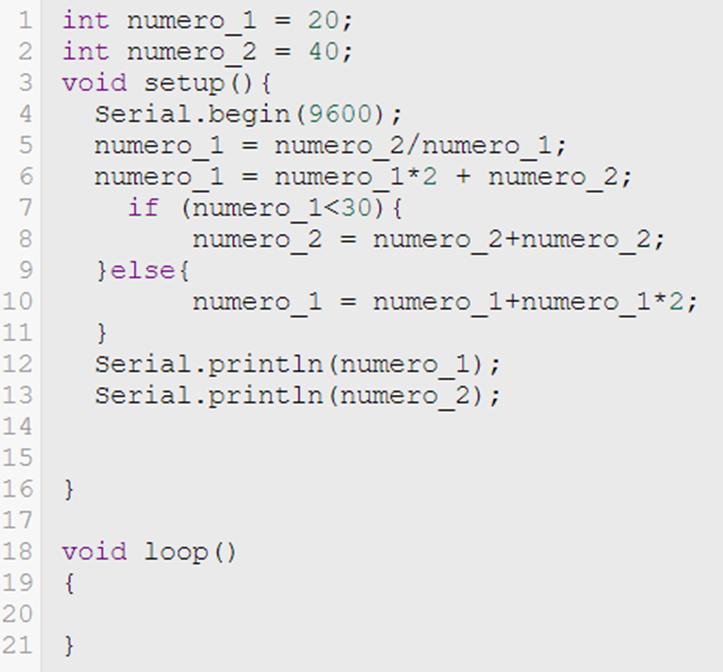 1 int numero_1 = 20;
2 int numero_2 = 40;
3 void setup(){
4   Serial.begin(9600);
5   numero_1 = numero_2/numero_1;
6   numero_1 = numero_1*2 + numero_2;
7     if (numero_1<30){
8         numero_2 = numero_2+numero_2;
9   }else{
10         numero_1 = numero_1+numero_1*2;
11   }
12   Serial.println(numero_1);
13   Serial.println(numero_2);
14
15
16 }
17
18 void loop()
19 {
20
21 }